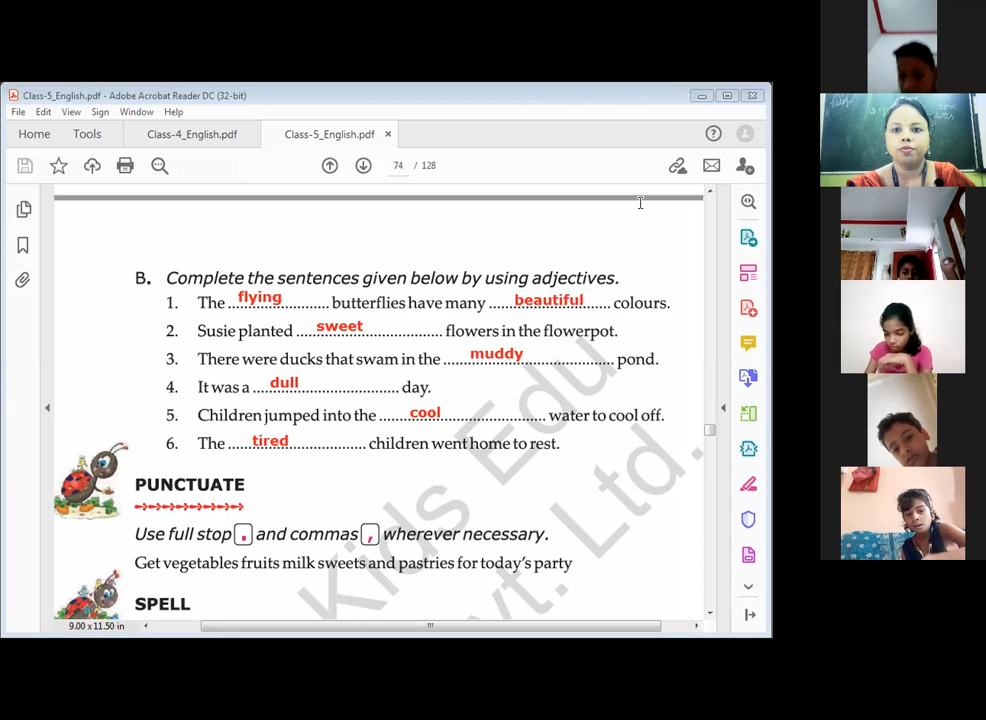 Class-5_English.pdf - Adobe Acrobat Reader DC (32-bit)
File Edit View Sign Window Help
Home Tools Class-4_English.pdf Class-5_English.pdf ×
74 / 128
B. Complete the sentences given below by using adjectives.
1. The ....flying.... butterflies have many ....beautiful.... colours.
2. Susie planted ....sweet.... flowers in the flowerpot.
3. There were ducks that swam in the ....muddy.... pond.
4. It was a ....dull.... day.
5. Children jumped into the ....cool.... water to cool off.
6. The ....tired.... children went home to rest.
PUNCTUATE
Use full stop . and commas , wherever necessary.
Get vegetables fruits milk sweets and pastries for today's party
SPELL
Kids Edu
vt. Ltd.
9.00 x 11.50 in